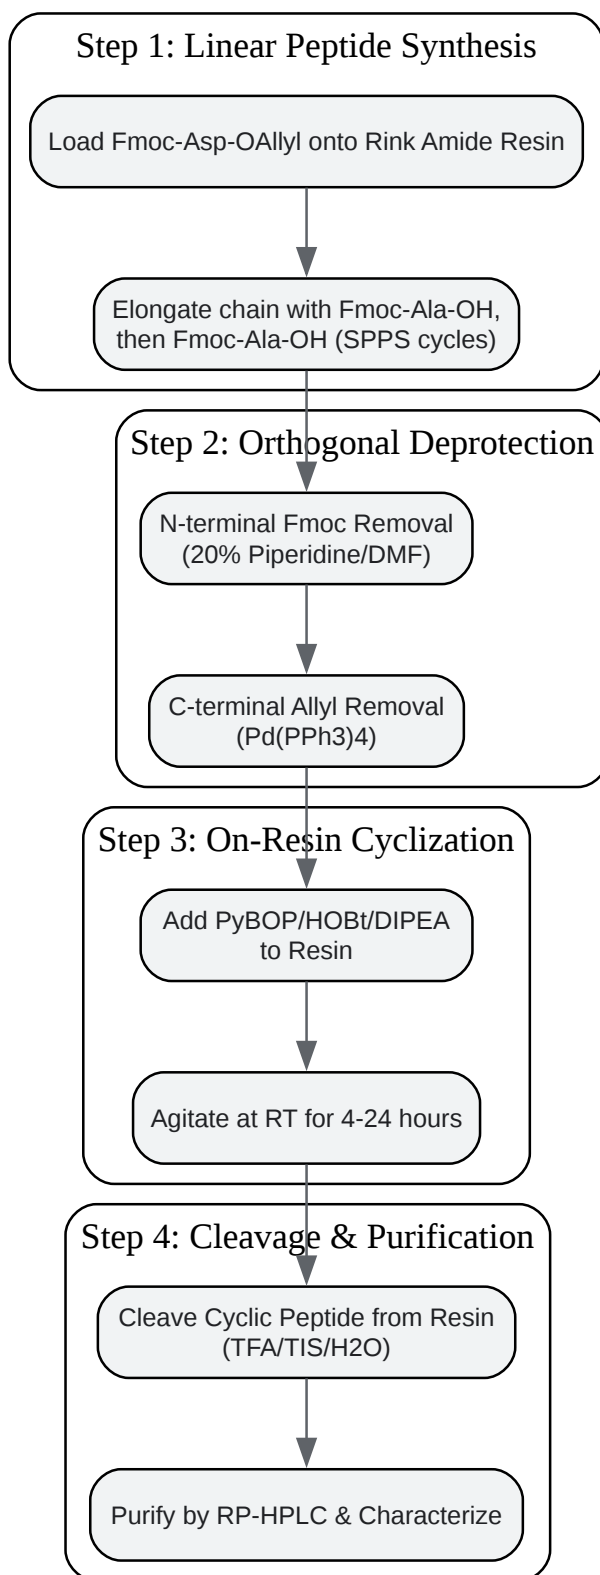 Step 1: Linear Peptide Synthesis
Load Fmoc-Asp-OAllyl onto Rink Amide Resin
Elongate chain with Fmoc-Ala-OH,
then Fmoc-Ala-OH (SPPS cycles)
Step 2: Orthogonal Deprotection
N-terminal Fmoc Removal
(20% Piperidine/DMF)
C-terminal Allyl Removal
(Pd(PPh3)4)
Step 3: On-Resin Cyclization
Add PyBOP/HOBt/DIPEA
to Resin
Agitate at RT for 4-24 hours
Step 4: Cleavage & Purification
Cleave Cyclic Peptide from Resin
(TFA/TIS/H2O)
Purify by RP-HPLC & Characterize